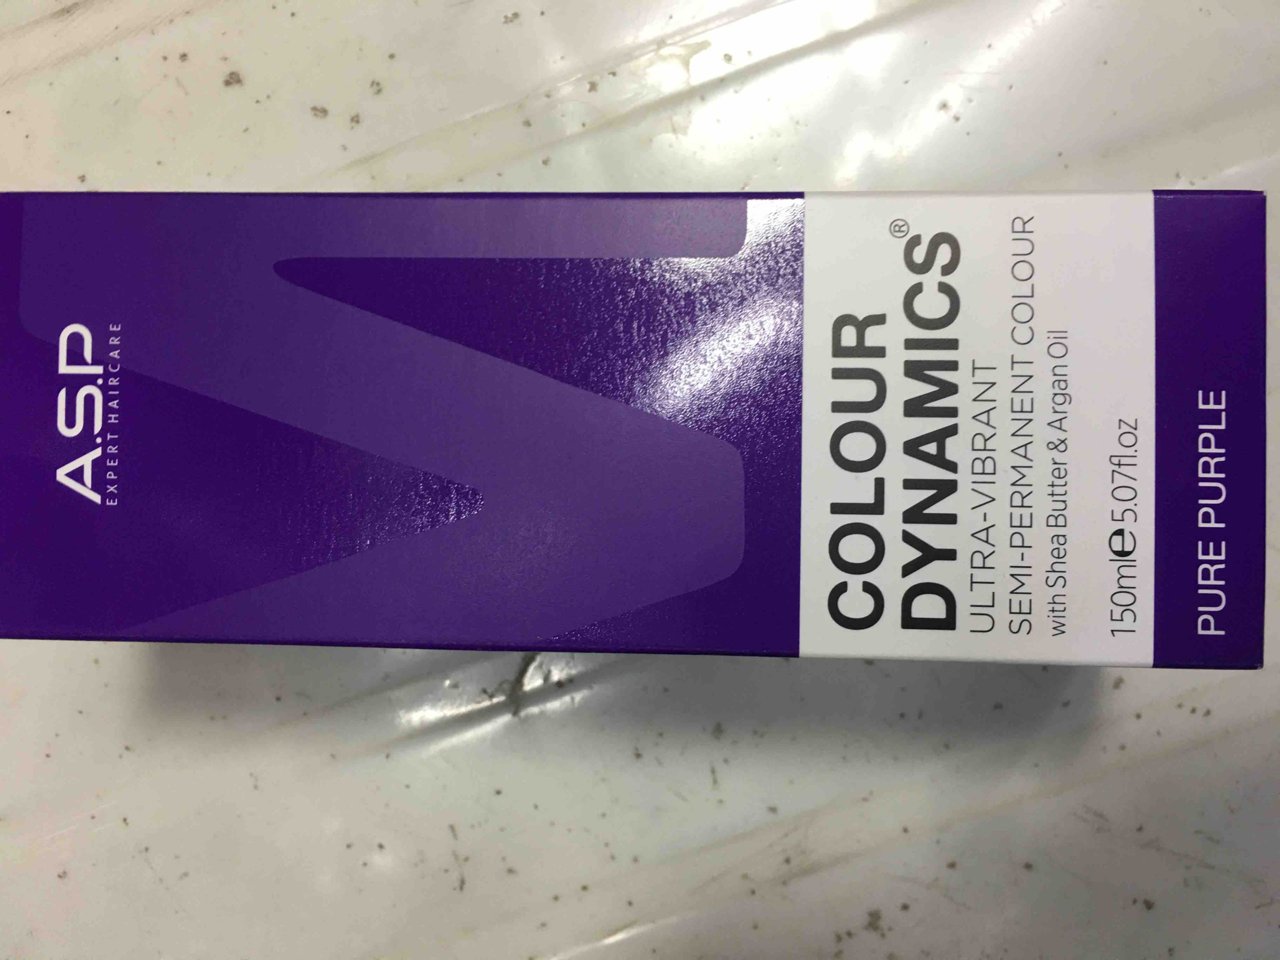 A.S.P
EXPERT HAIRCARE
COLOUR
DYNAMICS®
ULTRA-VIBRANT
SEMI-PERMANENT COLOUR
with Shea Butter & Argan Oil
150ml℮5.07fl.oz
PURE PURPLE